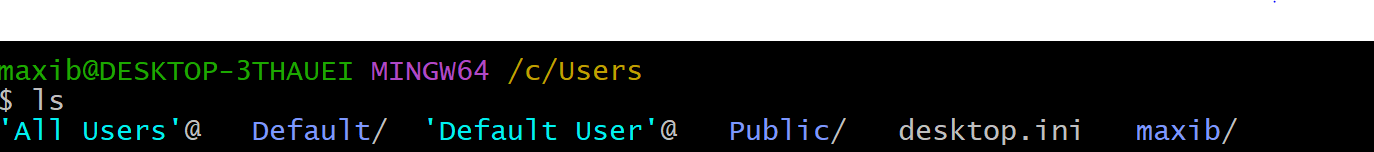 maxib@DESKTOP-3THAUEI MINGW64 /c/Users
$ ls
'All Users'@   Default/  'Default User'@   Public/   desktop.ini   maxib/